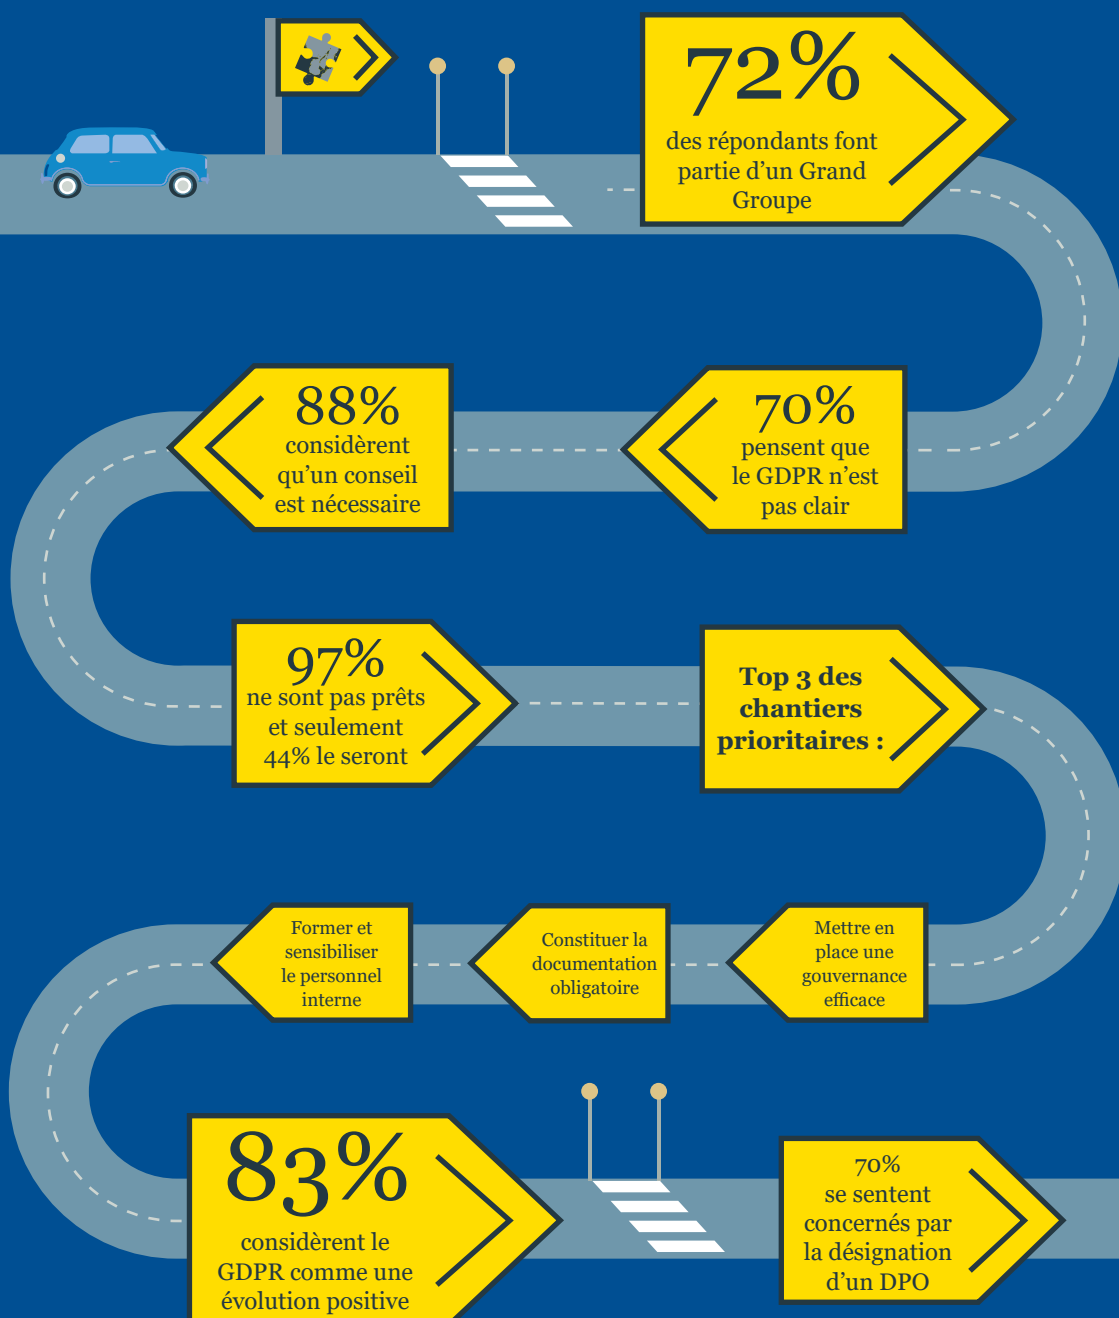 72%
des répondants font
partie d'un Grand
Groupe
70%
pensent que
le GDPR n'est
pas clair
88%
considèrent
qu'un conseil
est nécessaire
97%
ne sont pas prêts
et seulement
44% le seront
Top 3 des
chantiers
prioritaires :
Mettre en
place une
gouvernance
efficace
Constituer la
documentation
obligatoire
Former et
sensibiliser
le personnel
interne
83%
considèrent le
GDPR comme une
évolution positive
70%
se sentent
concernés par
la désignation
d'un DPO